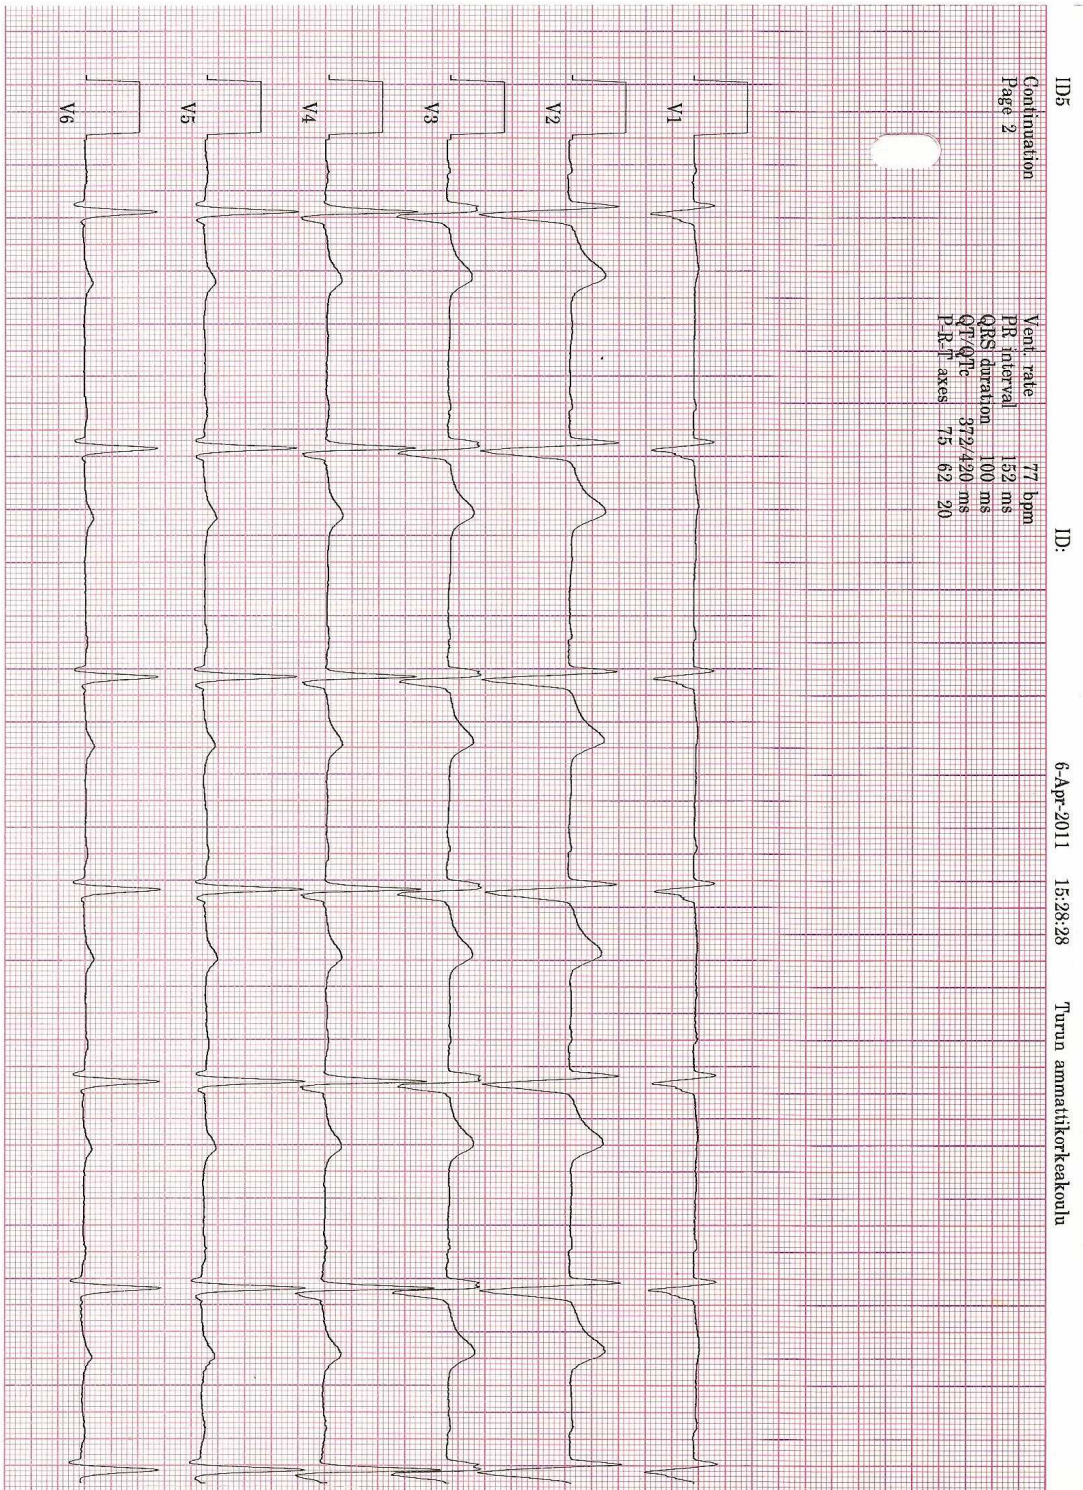 ID5 ID: 6-Apr-2011 15:28:28 Turun ammattikorkeakoulu
Continuation
Page 2
Vent. rate 77 bpm
PR interval 152 ms
QRS duration 100 ms
QT/QTc 372/420 ms
P-R-T axes 75 62 20
V1
V2
V3
V4
V5
V6